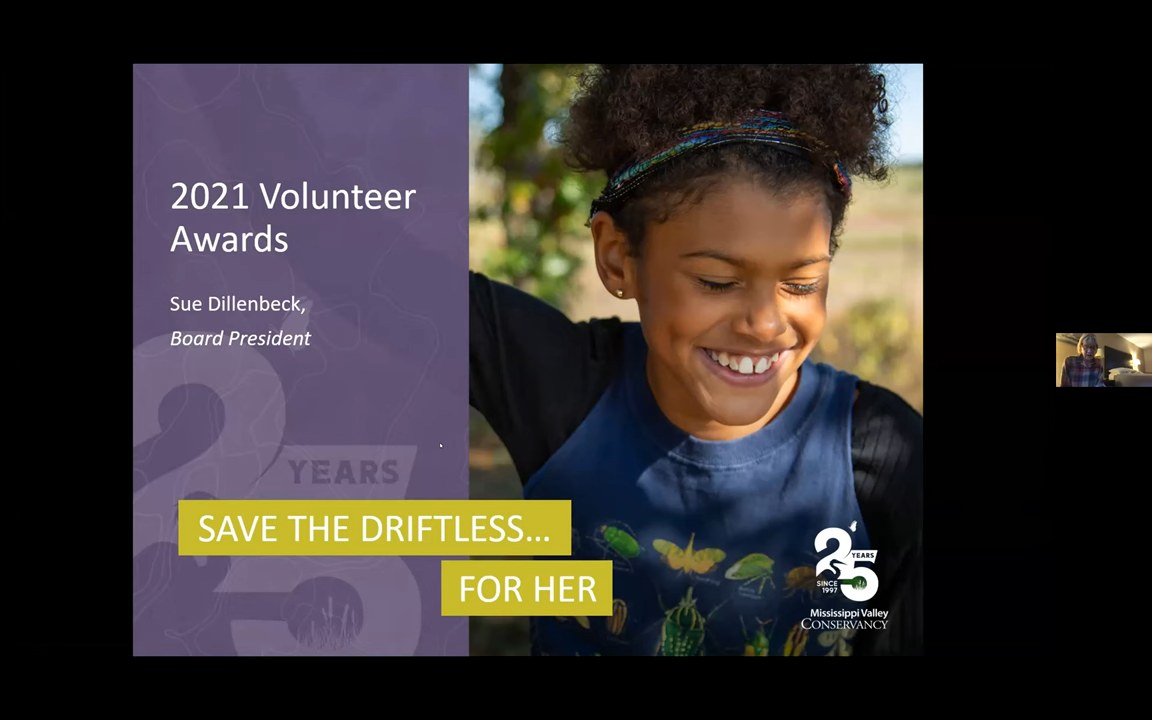 2021 Volunteer
Awards
Sue Dillenbeck,
Board President
YEARS
SAVE THE DRIFTLESS...
FOR HER
25
YEARS
SINCE
1997
Mississippi Valley
CONSERVANCY